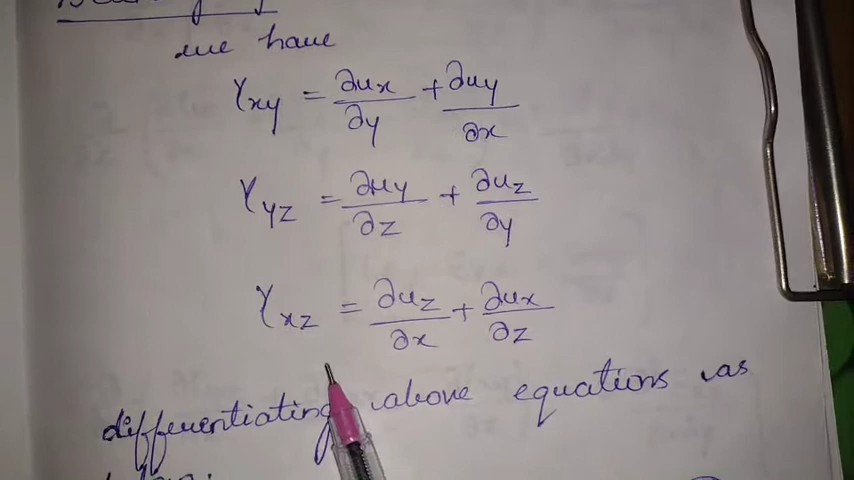 we have
γxy = ∂ux/∂y + ∂uy/∂x
γyz = ∂uy/∂z + ∂uz/∂y
γxz = ∂uz/∂x + ∂ux/∂z
differentiating above equations as